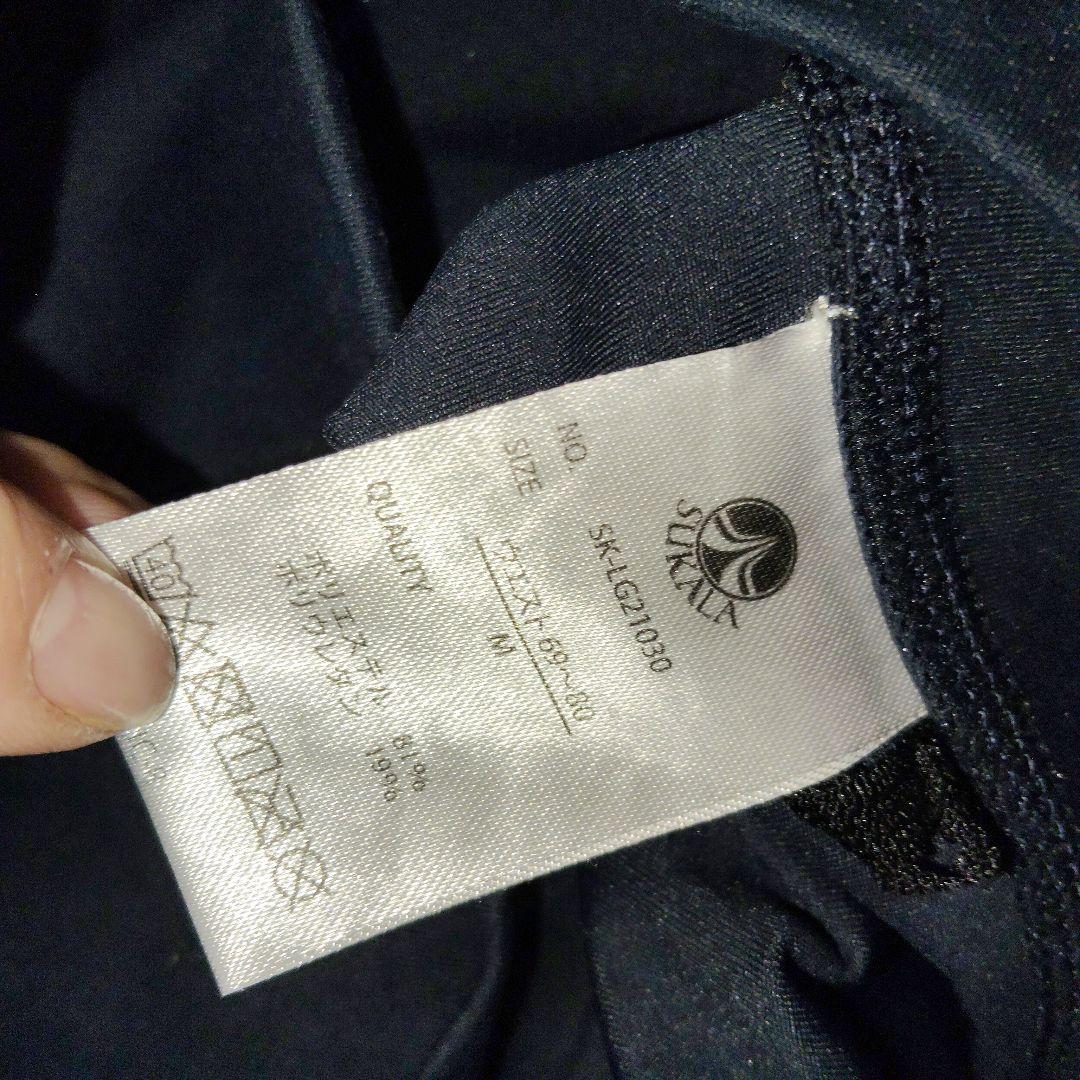 SUKALA
NO. SK-LG21030
SIZE ウエスト69~80
M
QUALITY
ポリエステル 81%
ポリウレタン 19%
40